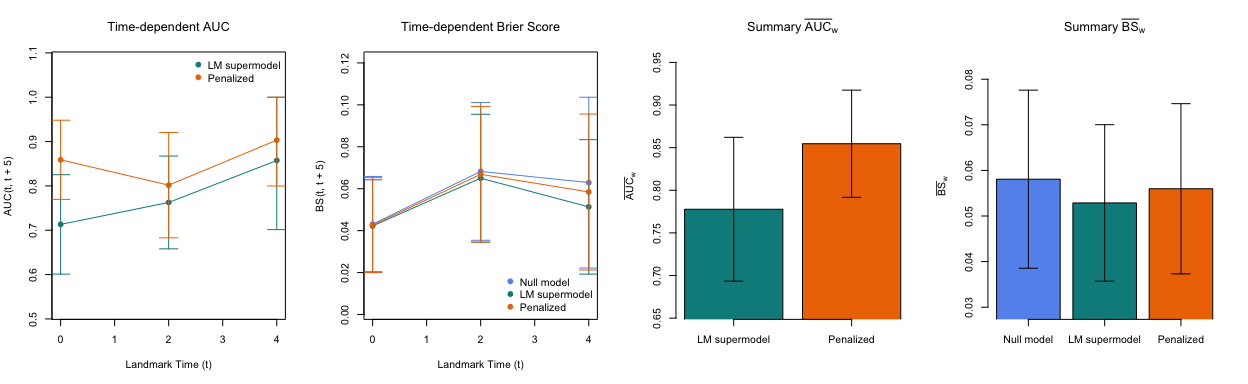 Time-dependent AUC
AUC(t, t + 5)
1.1
1.0
0.9
0.8
0.7
0.6
0.5
LM supermodel
Penalized
0 1 2 3 4
Landmark Time (t)
Time-dependent Brier Score
BS(t, t + 5)
0.12
0.10
0.08
0.06
0.04
0.02
0.00
Null model
LM supermodel
Penalized
0 1 2 3 4
Landmark Time (t)
Summary AUCw
AUCw
0.95
0.90
0.85
0.80
0.75
0.70
0.65
LM supermodel Penalized
Summary BSw
BSw
0.08
0.07
0.06
0.05
0.04
0.03
Null model LM supermodel Penalized